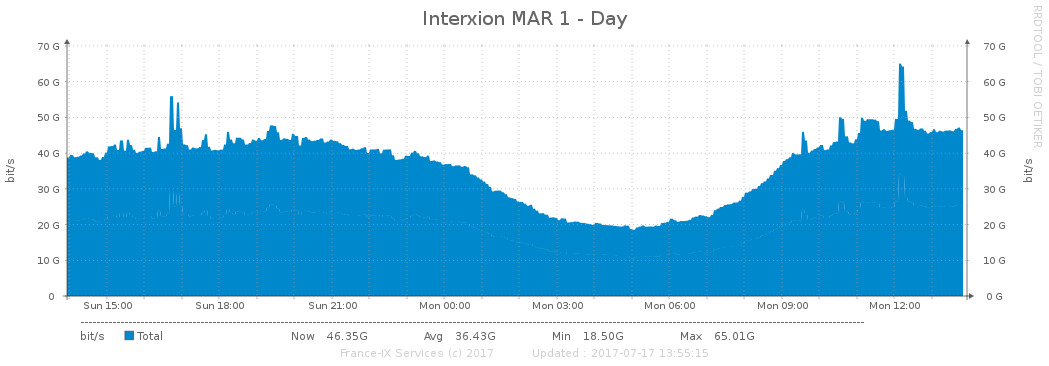 Interxion MAR 1 - Day
RRDTOOL / TOBI OETIKER
70 G 70 G
60 G 60 G
50 G 50 G
40 G 40 G
30 G 30 G
20 G 20 G
10 G 10 G
0 0 G
bit/s bit/s
Sun 15:00 Sun 18:00 Sun 21:00 Mon 00:00 Mon 03:00 Mon 06:00 Mon 09:00 Mon 12:00
bit/s Total Now 46.35G Avg 36.43G Min 18.50G Max 65.01G
France-IX Services (c) 2017 Updated : 2017-07-17 13:55:15